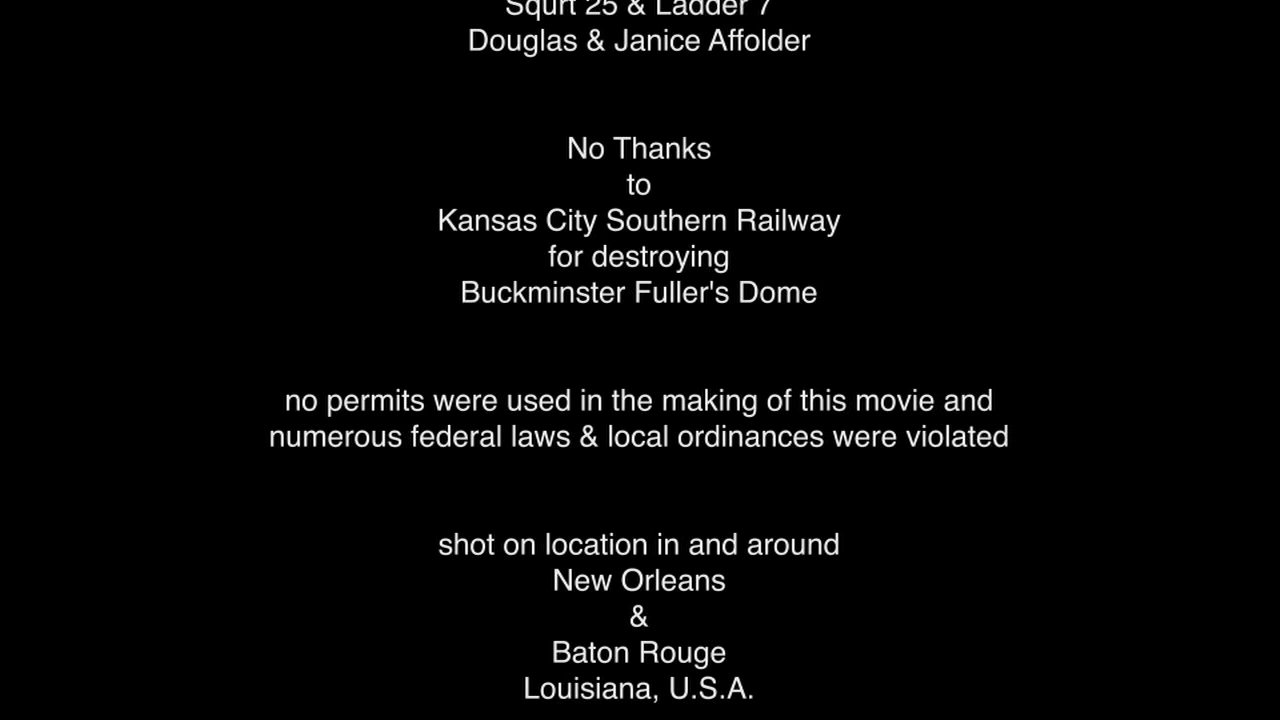 Squrt 25 & Ladder 7
Douglas & Janice Affolder
No Thanks
to
Kansas City Southern Railway
for destroying
Buckminster Fuller's Dome
no permits were used in the making of this movie and
numerous federal laws & local ordinances were violated
shot on location in and around
New Orleans
&
Baton Rouge
Louisiana, U.S.A.